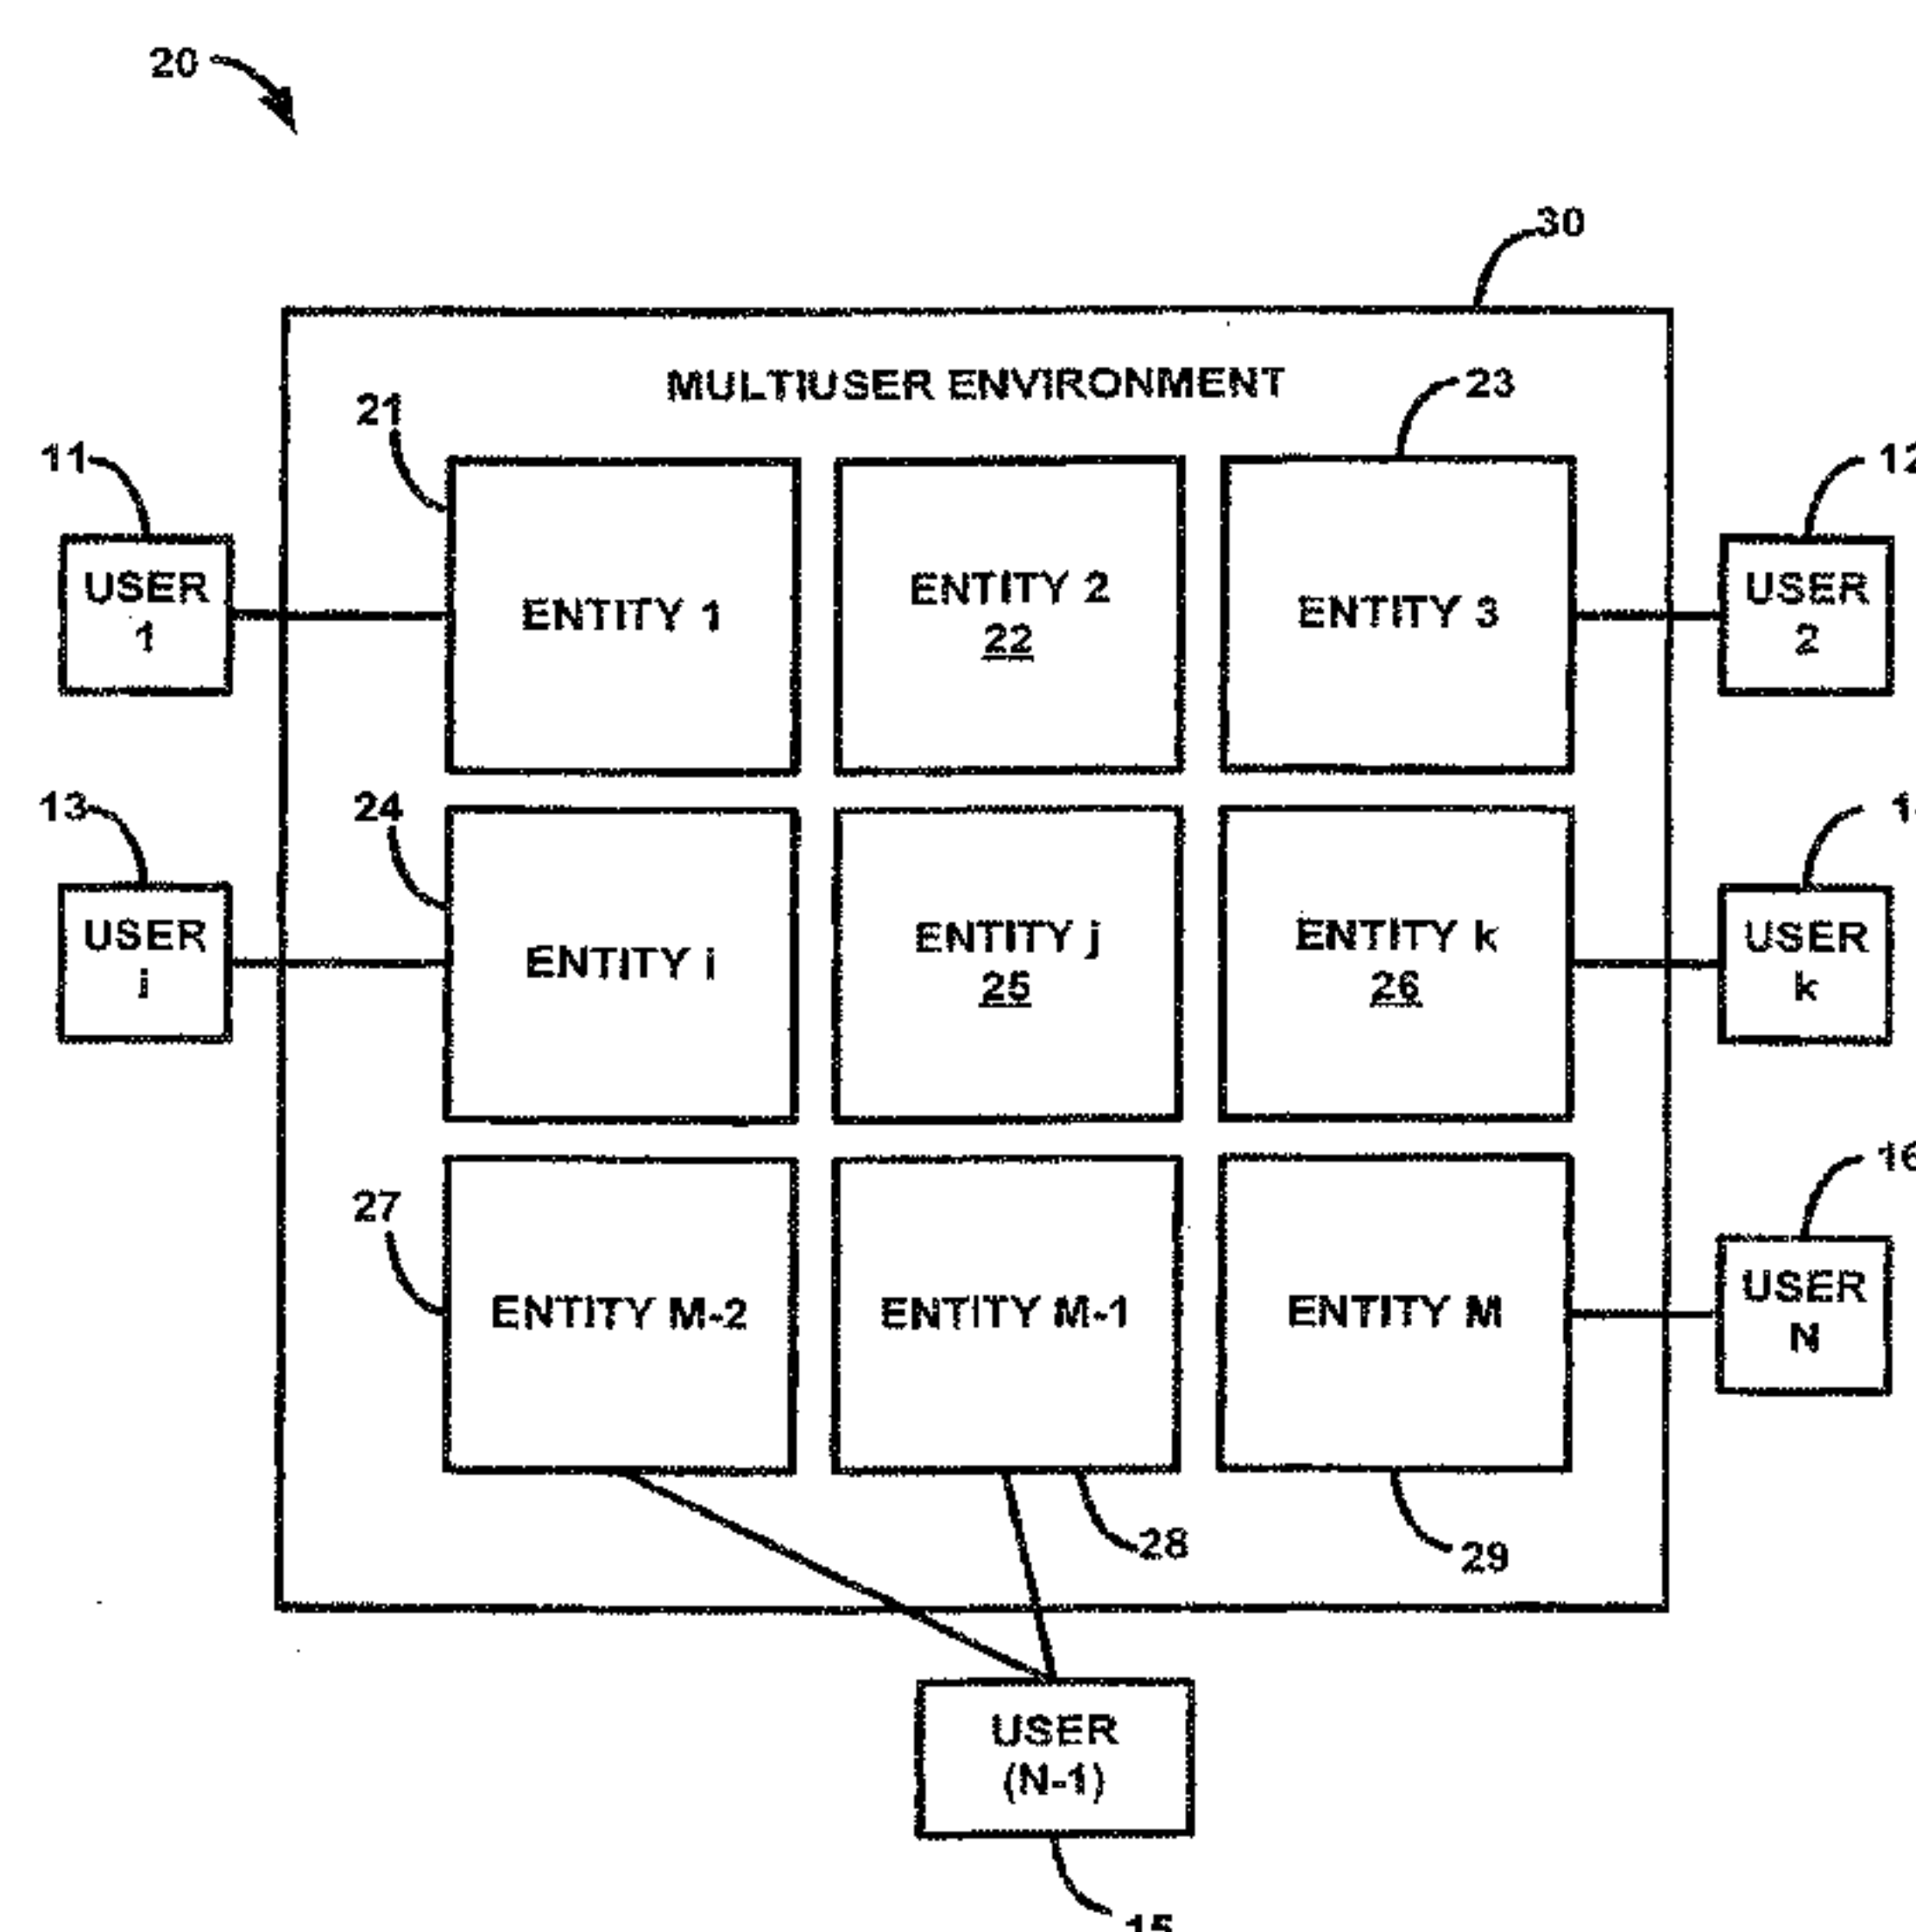 20
30
MULTIUSER ENVIRONMENT
21
23
11
12
USER
1
ENTITY 1
ENTITY 2
22
ENTITY 3
USER
2
13
24
USER
i
ENTITY i
ENTITY j
25
ENTITY k
26
USER
k
27
16
ENTITY M-2
ENTITY M-1
ENTITY M
USER
N
28
29
USER
(N-1)
15